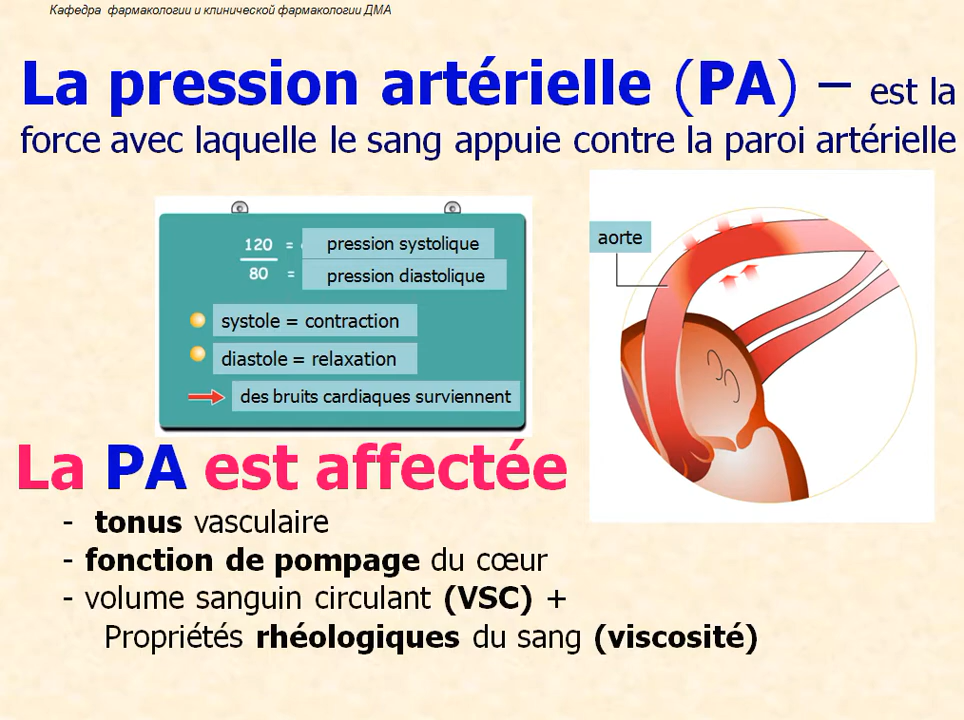 Кафедра фармакологии и клинической фармакологии ДМА
La pression artérielle (PA) – est la
force avec laquelle le sang appuie contre la paroi artérielle
120 = pression systolique
80 = pression diastolique
systole = contraction
diastole = relaxation
des bruits cardiaques surviennent
aorte
La PA est affectée
- tonus vasculaire
- fonction de pompage du cœur
- volume sanguin circulant (VSC) +
Propriétés rhéologiques du sang (viscosité)